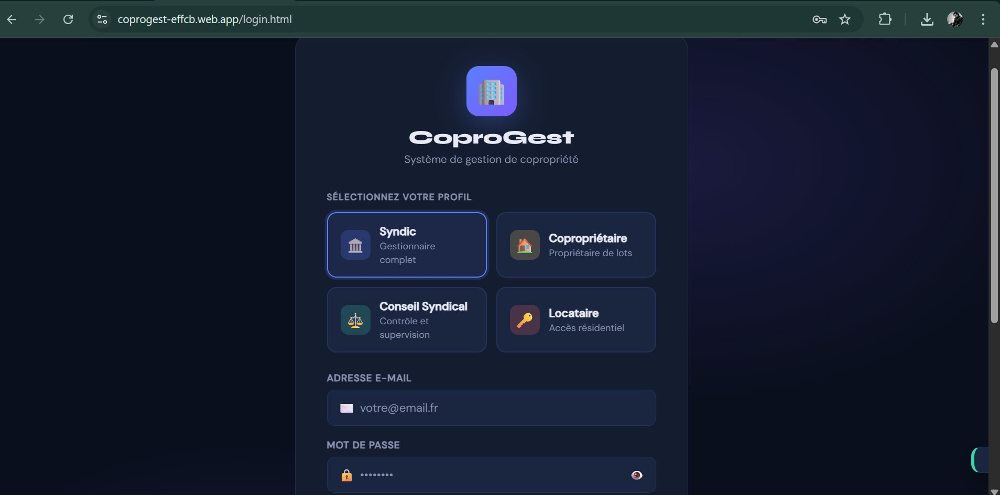 coprogest-effcb.web.app/login.html
CoproGest
Système de gestion de copropriété
SÉLECTIONNEZ VOTRE PROFIL
Syndic
Gestionnaire
complet
Copropriétaire
Propriétaire de lots
Conseil Syndical
Contrôle et
supervision
Locataire
Accès résidentiel
ADRESSE E-MAIL
votre@email.fr
MOT DE PASSE
••••••••